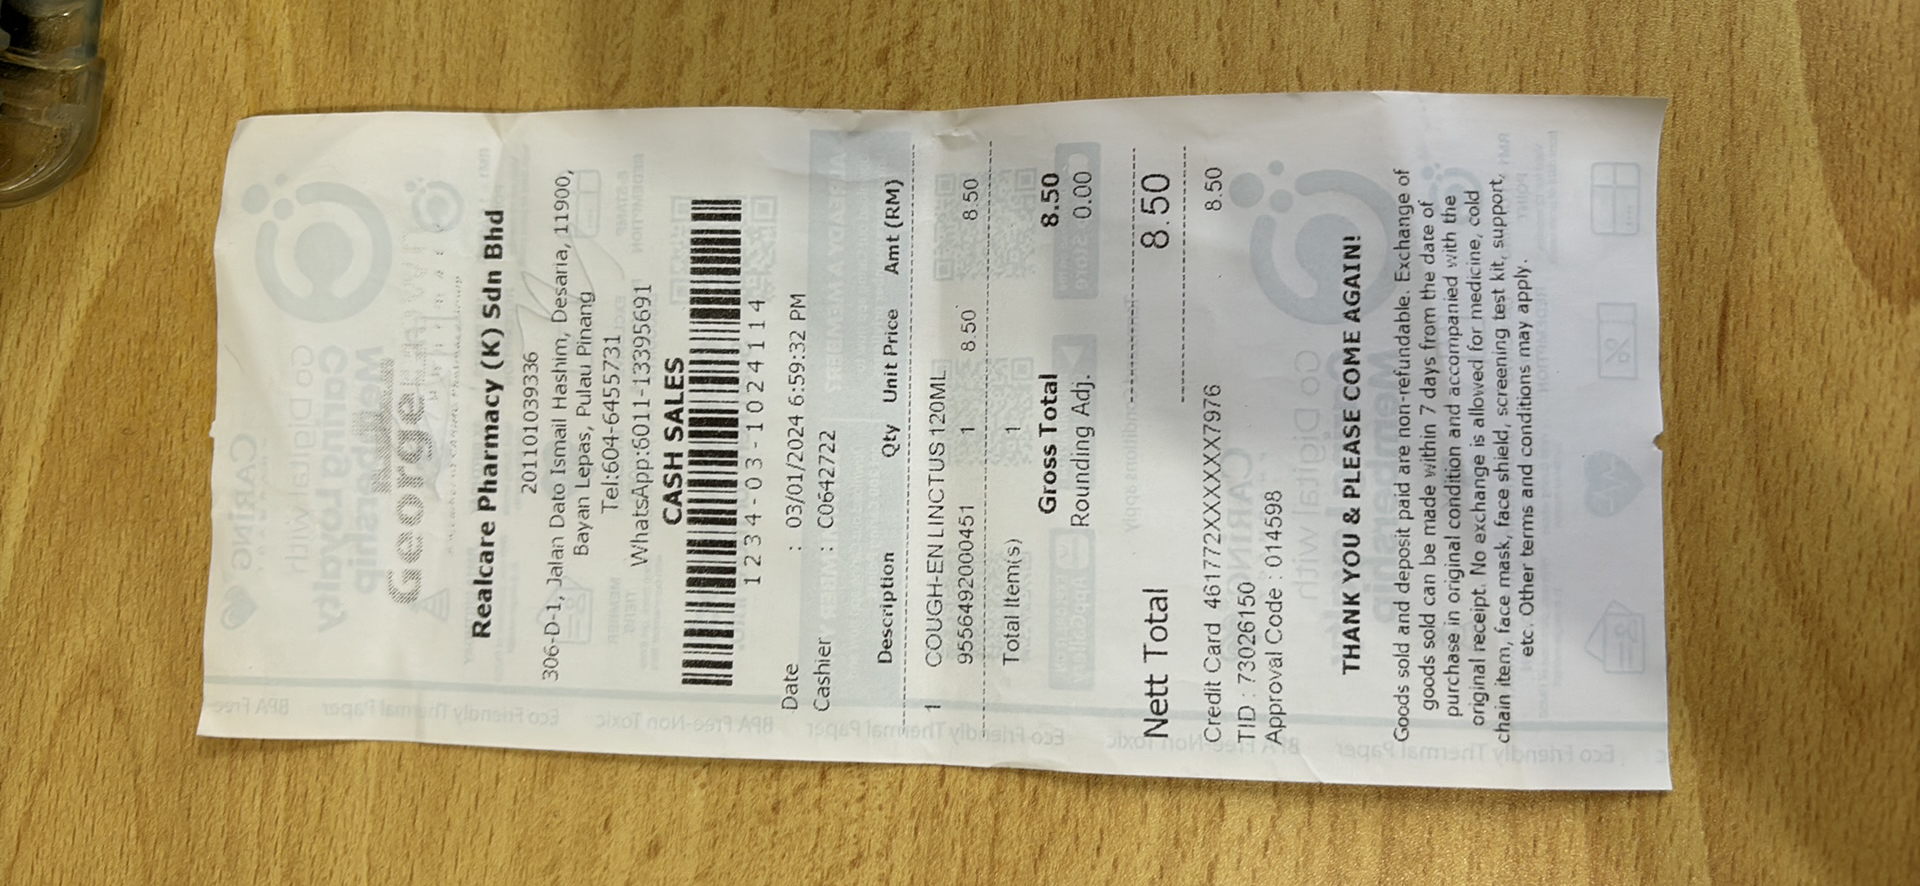 George
Realcare Pharmacy (K) Sdn Bhd
201101039336
306-D-1, Jalan Dato Ismail Hashim, Desaria, 11900,
Bayan Lepas, Pulau Pinang
Tel:604-6455731
WhatsApp:6011-13395691
CASH SALES
1234-03-1024114
Date : 03/01/2024 6:59:32 PM
Cashier : C0642722
Description Qty Unit Price Amt (RM)
1 COUGH-EN LINCTUS 120ML
9556492000451 1 8.50 8.50
Total Item(s) 1
Gross Total 8.50
Rounding Adj. 0.00
Nett Total 8.50
Credit Card 461772XXXXXX7976 8.50
TID : 73026150
Approval Code : 014598
THANK YOU & PLEASE COME AGAIN!
Goods sold and deposit paid are non-refundable. Exchange of
goods sold can be made within 7 days from the date of
purchase in original condition and accompanied with the
original receipt. No exchange is allowed for medicine, cold
chain item, face mask, face shield, screening test kit, support,
etc. Other terms and conditions may apply.